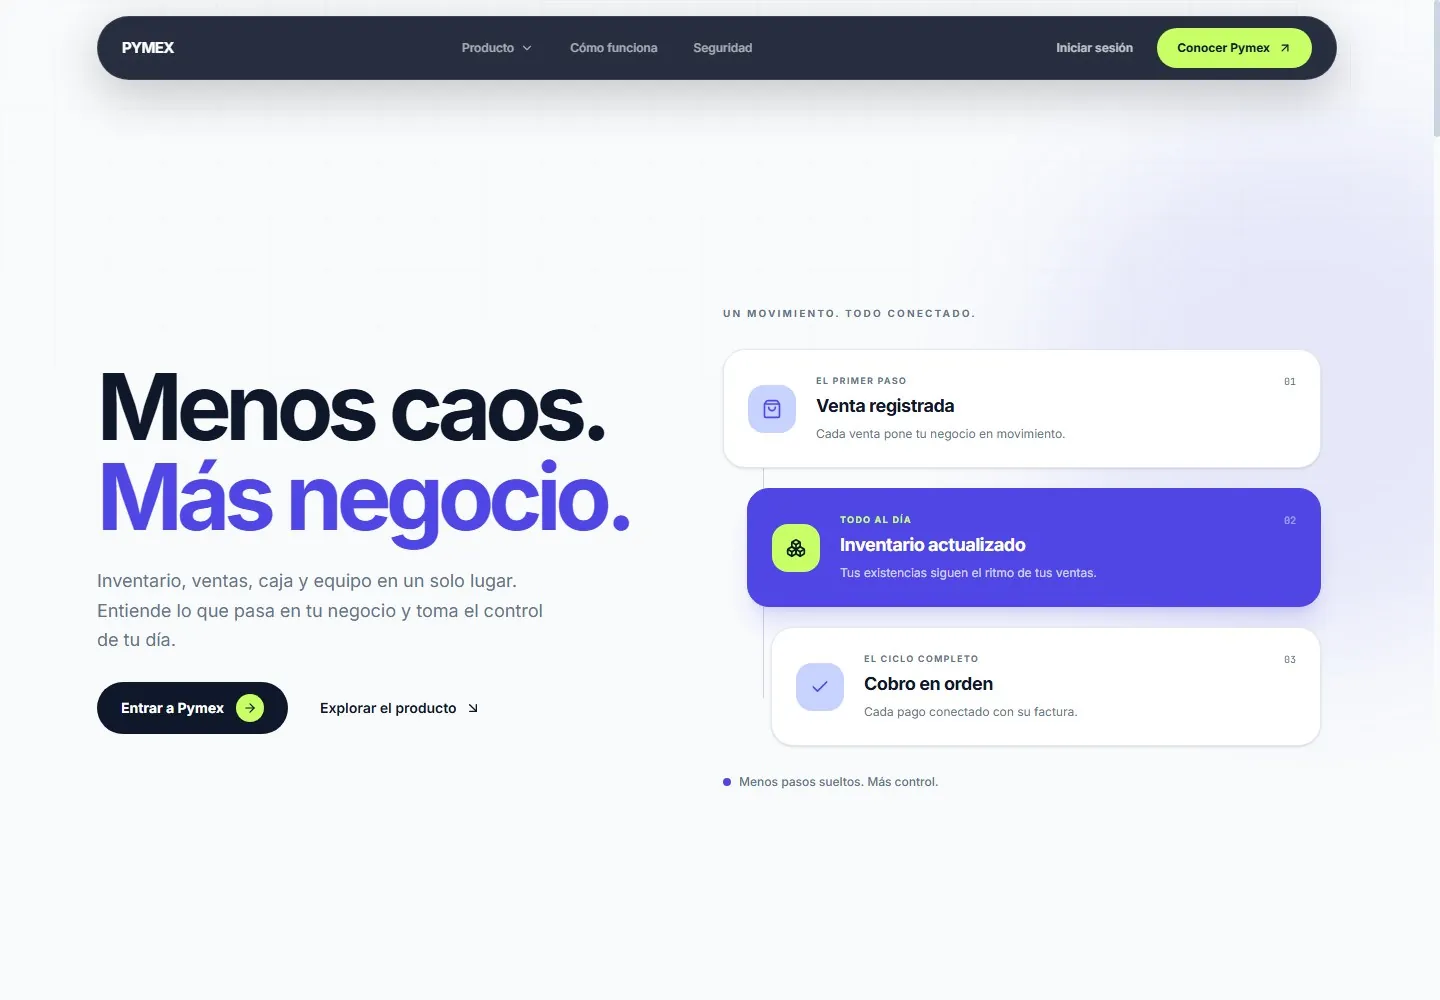 PYMEX
Producto
Cómo funciona
Seguridad
Iniciar sesión
Conocer Pymex
Menos caos.
Más negocio.
Inventario, ventas, caja y equipo en un solo lugar.
Entiende lo que pasa en tu negocio y toma el control
de tu día.
Entrar a Pymex
Explorar el producto
UN MOVIMIENTO. TODO CONECTADO.
EL PRIMER PASO
01
Venta registrada
Cada venta pone tu negocio en movimiento.
TODO AL DÍA
02
Inventario actualizado
Tus existencias siguen el ritmo de tus ventas.
EL CICLO COMPLETO
03
Cobro en orden
Cada pago conectado con su factura.
Menos pasos sueltos. Más control.